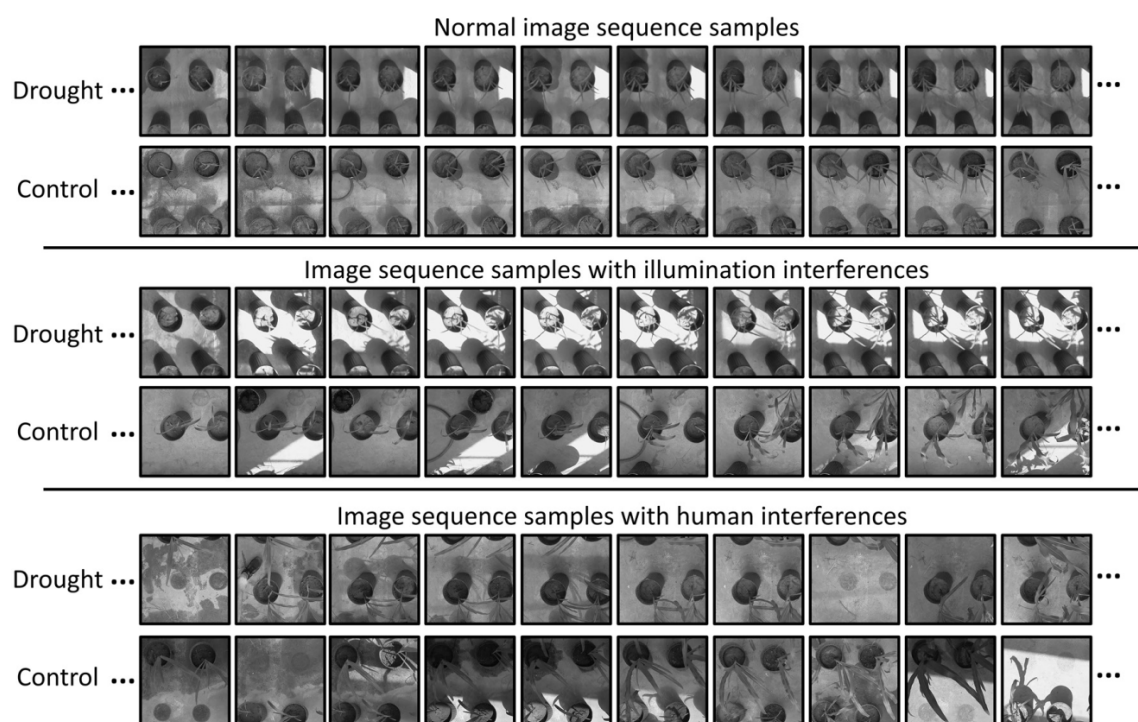 Normal image sequence samples
Drought ••• •••
Control ••• •••
Image sequence samples with illumination interferences
Drought ••• •••
Control ••• •••
Image sequence samples with human interferences
Drought ••• •••
Control ••• •••